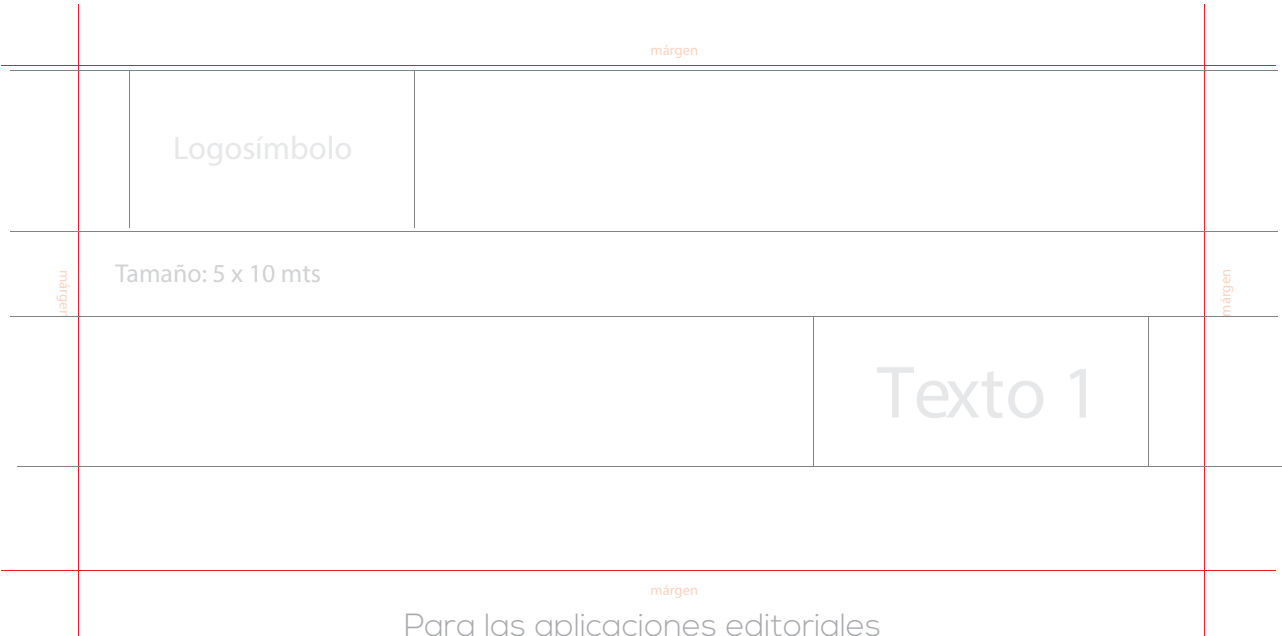 márgen
Logosímbolo
Tamaño: 5 x 10 mts
márgen
márgen
Texto 1
márgen
Para las aplicaciones editoriales